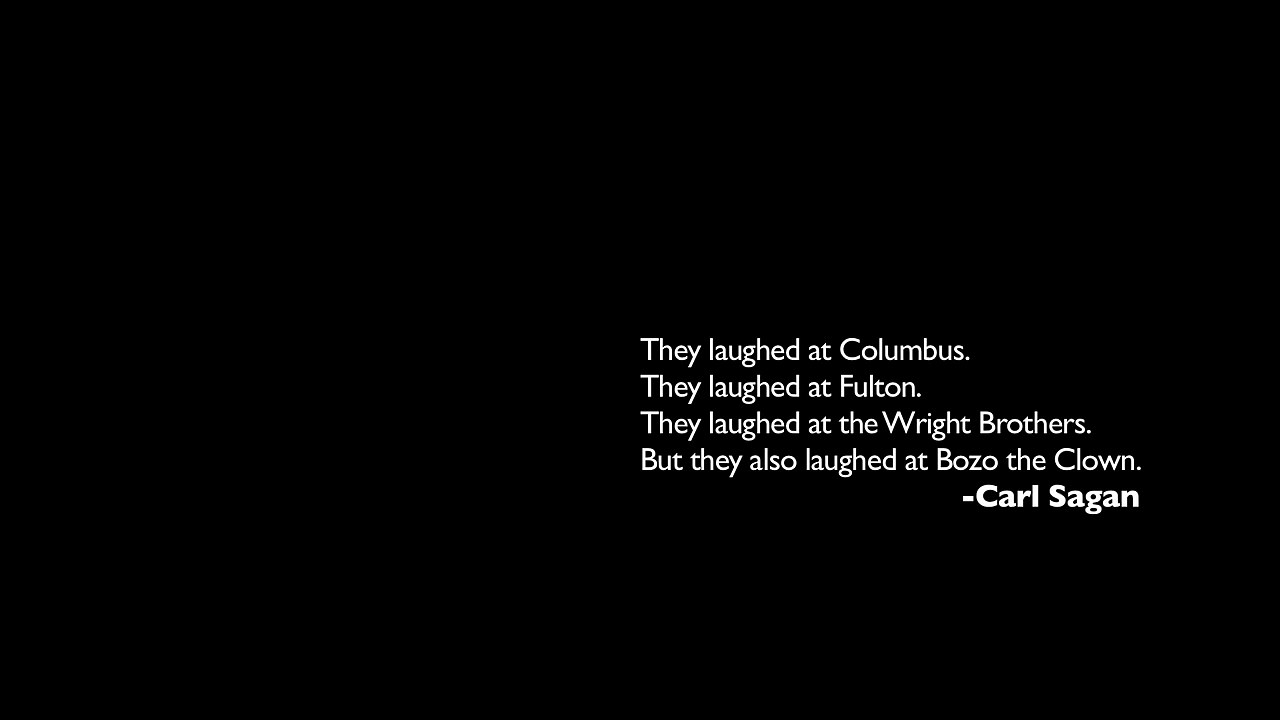 They laughed at Columbus.
They laughed at Fulton.
They laughed at the Wright Brothers.
But they also laughed at Bozo the Clown.
-Carl Sagan